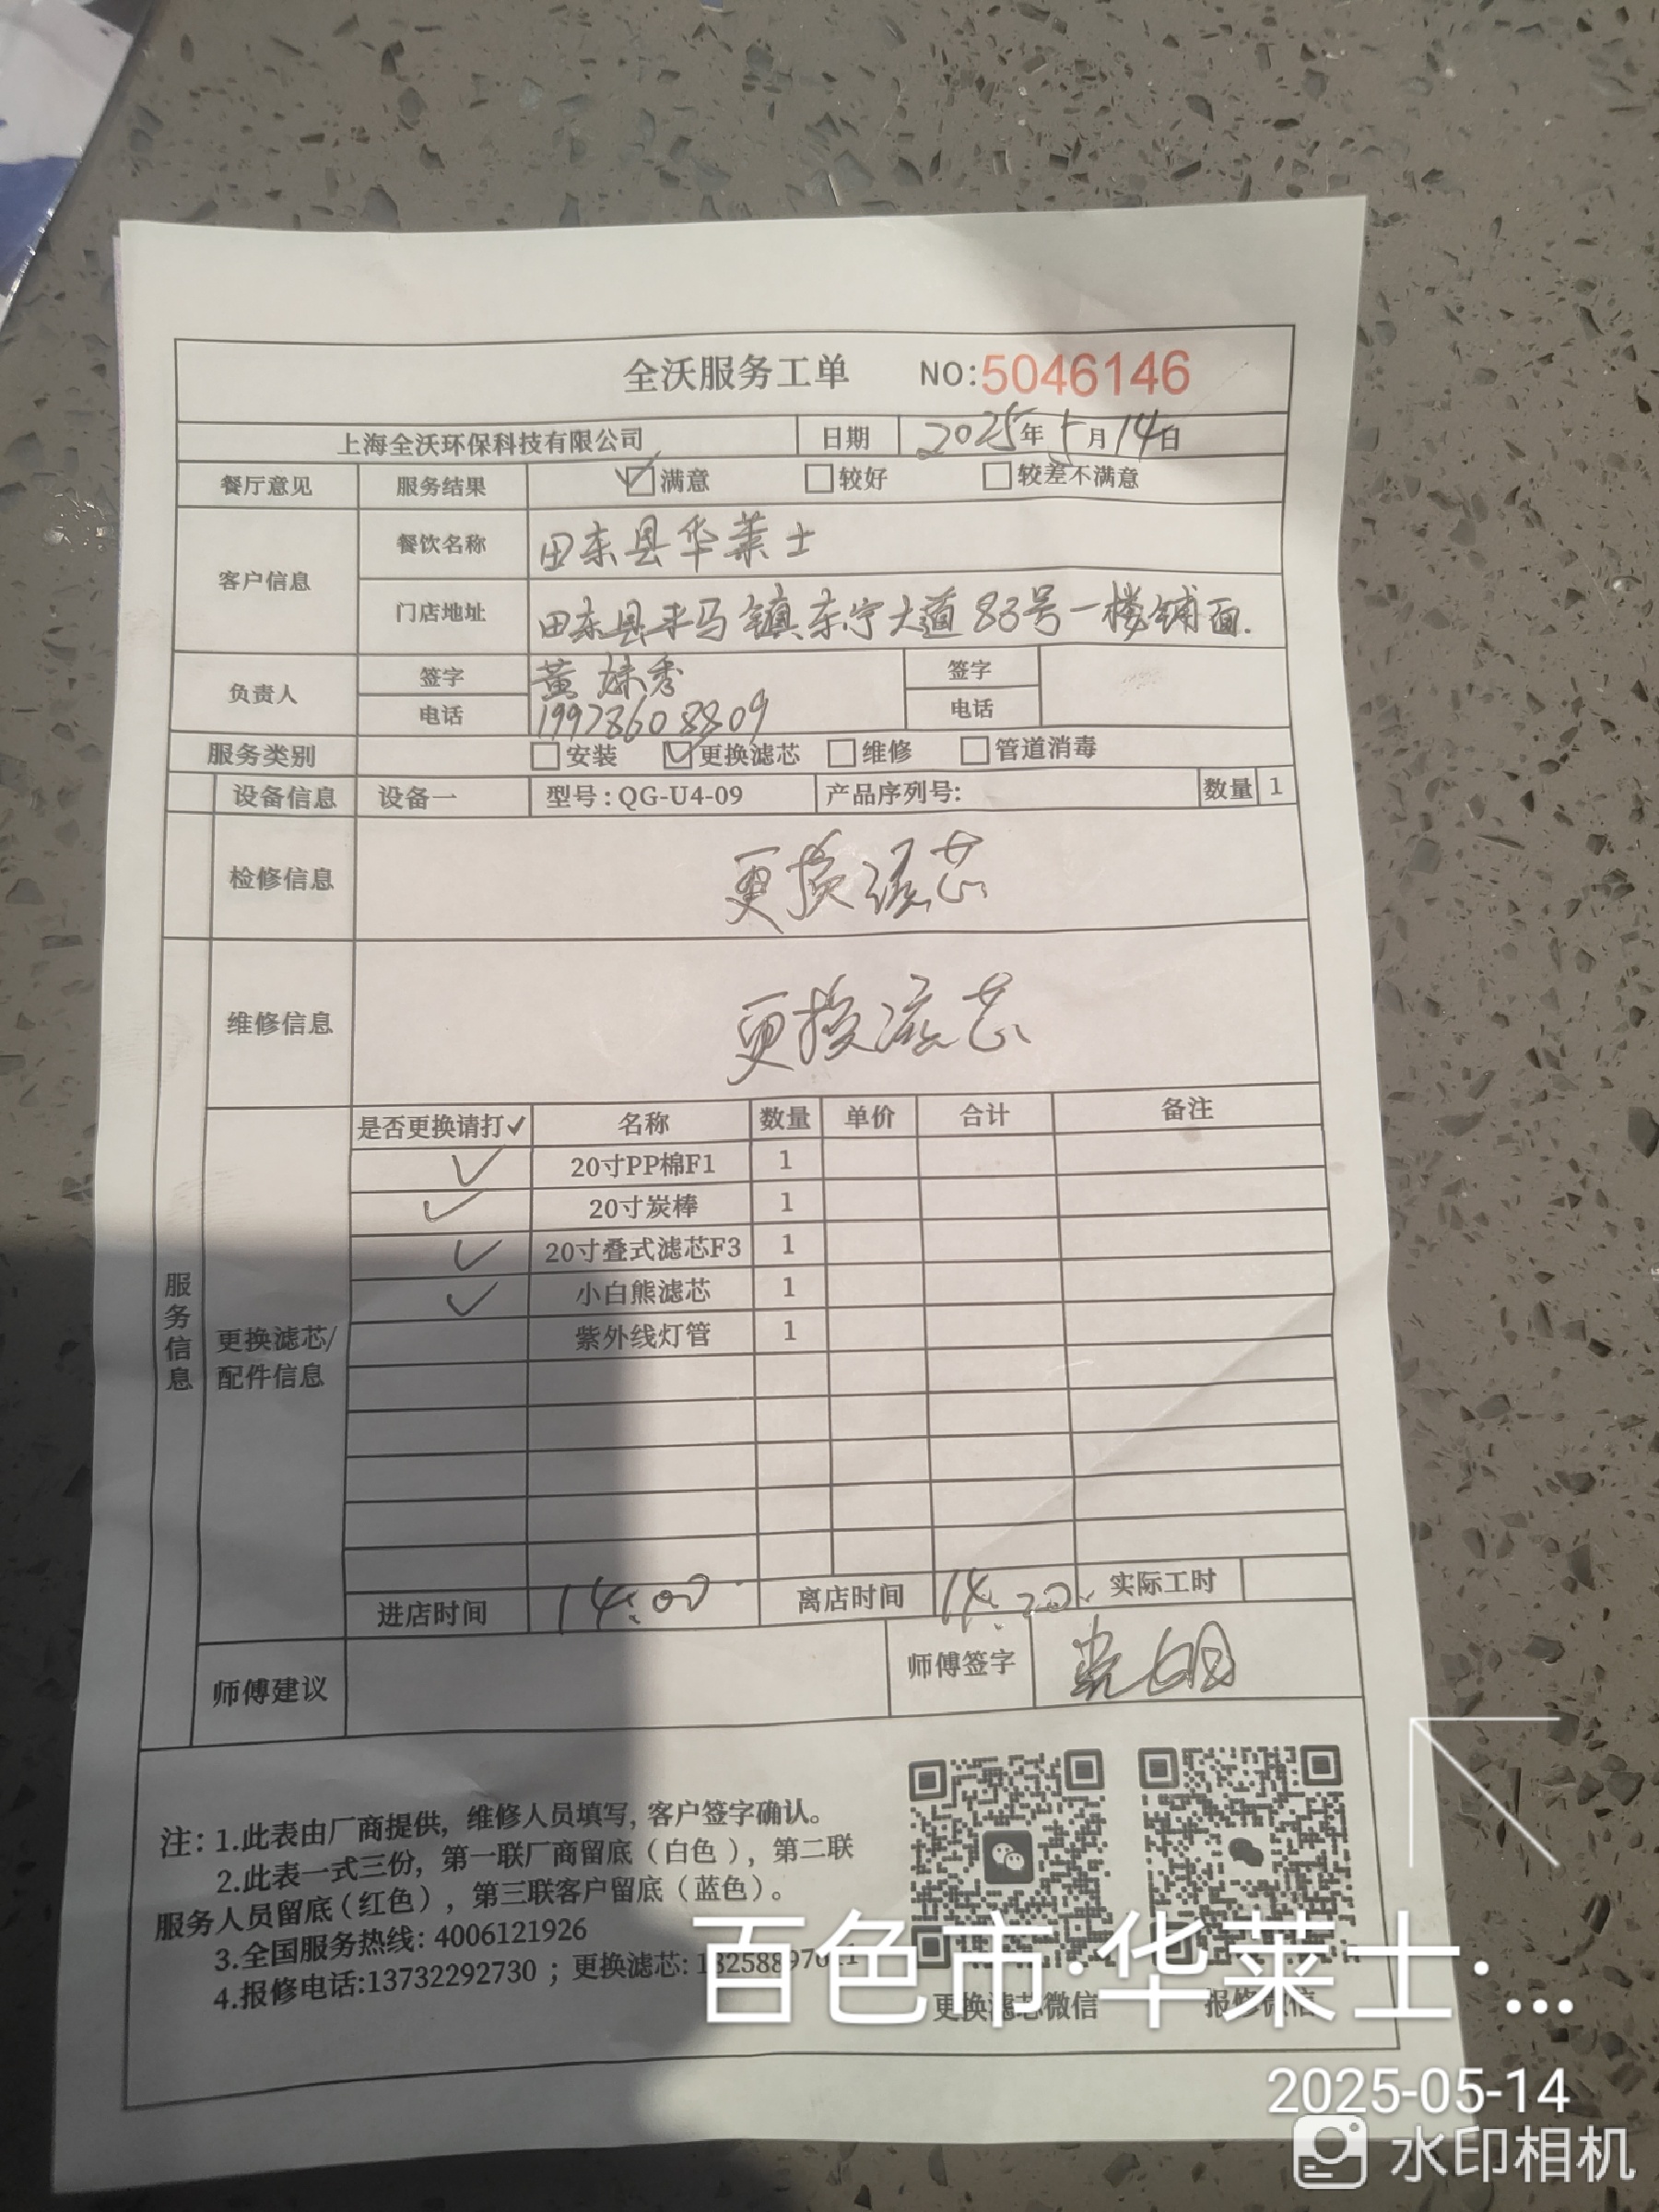 全沃服务工单 NO:5046146
上海全沃环保科技有限公司 日期 2025年5月14日
餐厅意见 服务结果 满意 较好 较差不满意
客户信息 餐饮名称 田东县华莱士
门店地址 田东县平马镇东宁大道83号一楼铺面.
负责人 签字 黄妹秀 签字
电话 19978608809 电话
服务类别 安装 更换滤芯 维修 管道消毒
设备信息 设备一 型号:QG-U4-09 产品序列号: 数量 1
检修信息 更换滤芯
维修信息 更换滤芯
服务信息
更换滤芯/
配件信息
是否更换请打✓ 名称 数量 单价 合计 备注
✓ 20寸PP棉F1 1
✓ 20寸炭棒 1
✓ 20寸叠式滤芯F3 1
✓ 小白熊滤芯 1
紫外线灯管 1
进店时间 14:00 离店时间 14:20 实际工时
师傅建议 师傅签字
注: 1.此表由厂商提供, 维修人员填写, 客户签字确认。
2.此表一式三份, 第一联厂商留底(白色), 第二联
服务人员留底(红色), 第三联客户留底(蓝色)。
3.全国服务热线: 4006121926
4.报修电话:13732292730 ; 更换滤芯:
更换滤芯微信 报修微信
百色市·华莱士·...
2025-05-14
水印相机